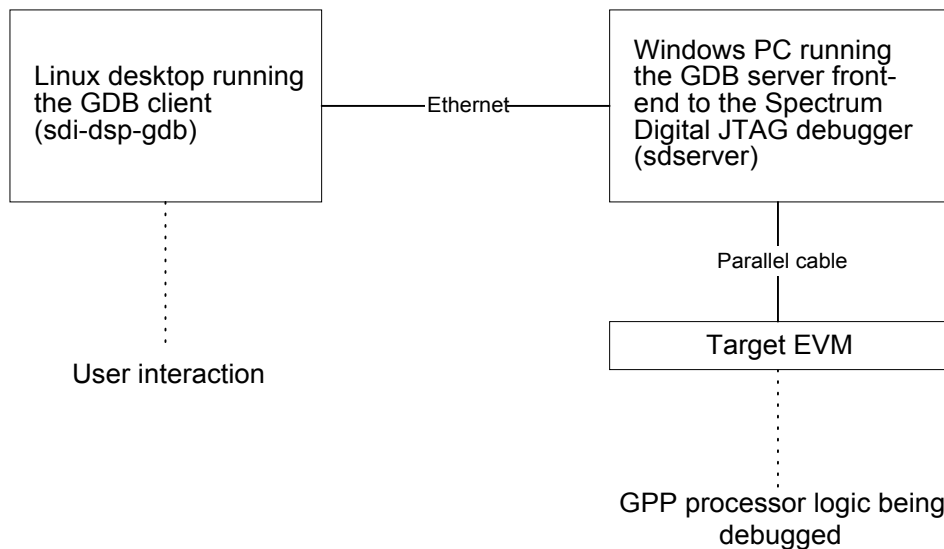 Linux desktop running
the GDB client
(sdi-dsp-gdb)
Ethernet
Windows PC running
the GDB server front-
end to the Spectrum
Digital JTAG debugger
(sdserver)
Parallel cable
Target EVM
User interaction
GPP processor logic being
debugged